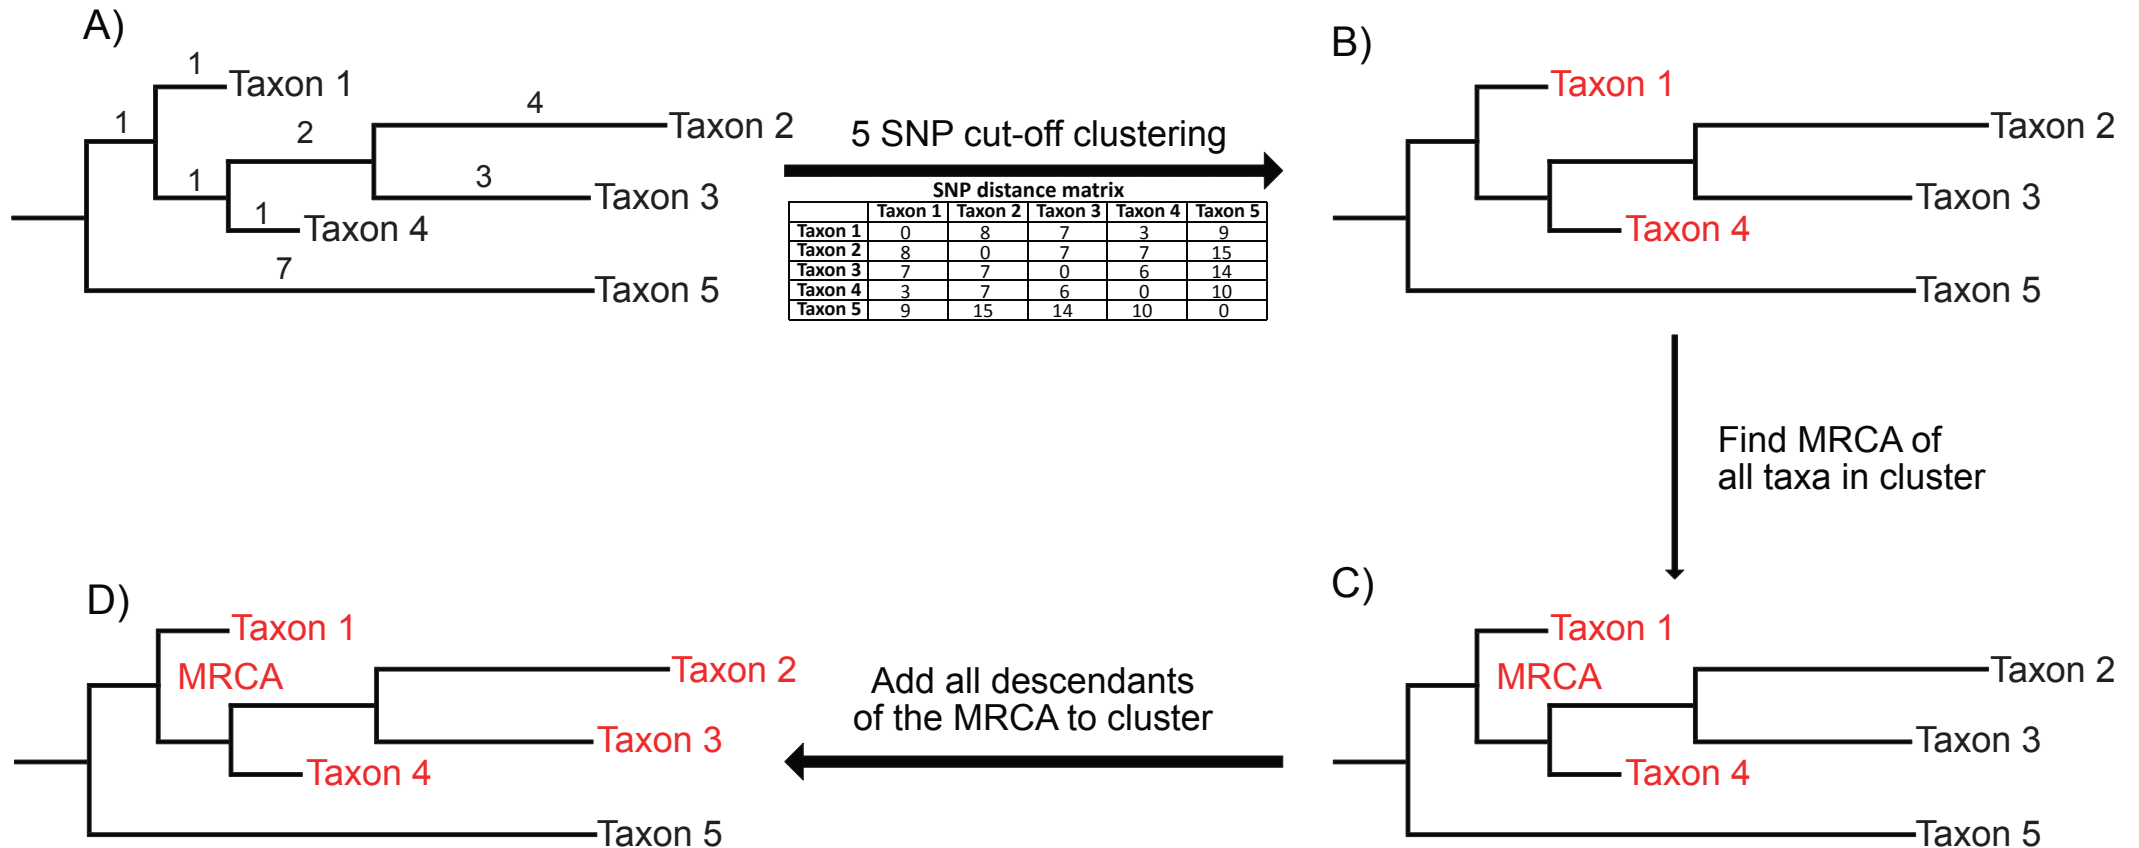 A)
1
Taxon 1
1
2
4
Taxon 2
1
3
Taxon 3
1
Taxon 4
7
Taxon 5
5 SNP cut-off clustering
SNP distance matrix
Taxon 1 Taxon 2 Taxon 3 Taxon 4 Taxon 5
Taxon 1 0 8 7 3 9
Taxon 2 8 0 7 7 15
Taxon 3 7 7 0 6 14
Taxon 4 3 7 6 0 10
Taxon 5 9 15 14 10 0
B)
Taxon 1
Taxon 2
Taxon 3
Taxon 4
Taxon 5
Find MRCA of
all taxa in cluster
C)
Taxon 1
MRCA
Taxon 2
Taxon 3
Taxon 4
Taxon 5
Add all descendants
of the MRCA to cluster
D)
Taxon 1
MRCA
Taxon 2
Taxon 3
Taxon 4
Taxon 5